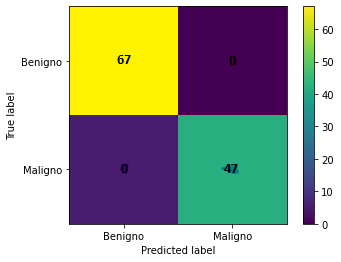 Benigno
67
0
Maligno
0
47
Benigno
Maligno
Predicted label
True label
60
50
40
30
20
10
0